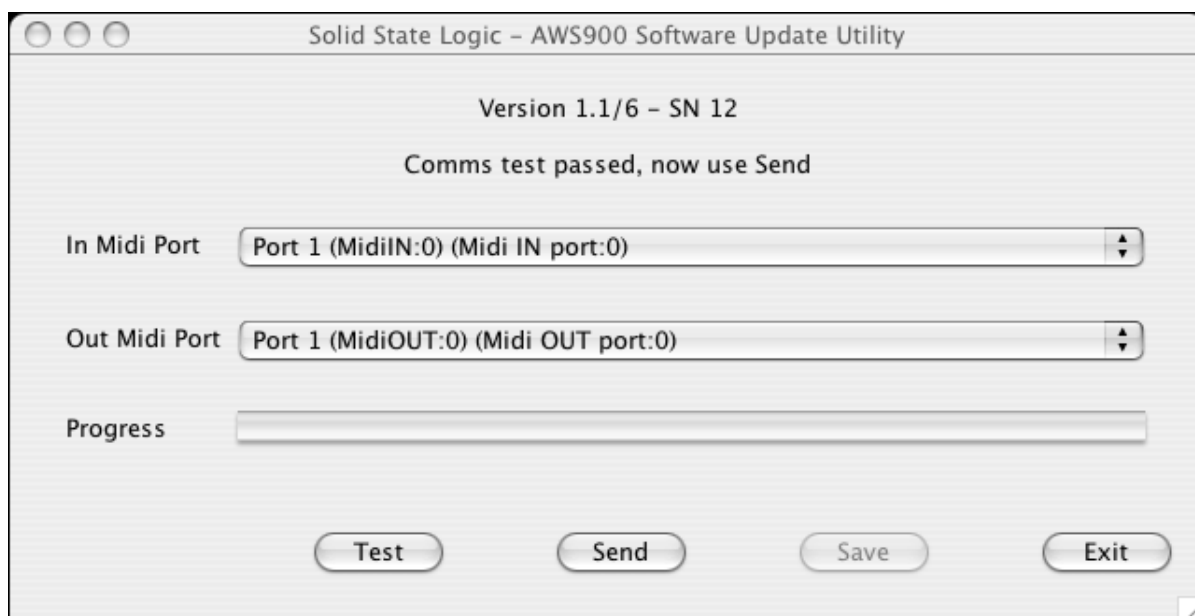 Solid State Logic – AWS900 Software Update Utility
Version 1.1/6 – SN 12
Comms test passed, now use Send
In Midi Port Port 1 (MidiIN:0) (Midi IN port:0)
Out Midi Port Port 1 (MidiOUT:0) (Midi OUT port:0)
Progress
Test Send Save Exit